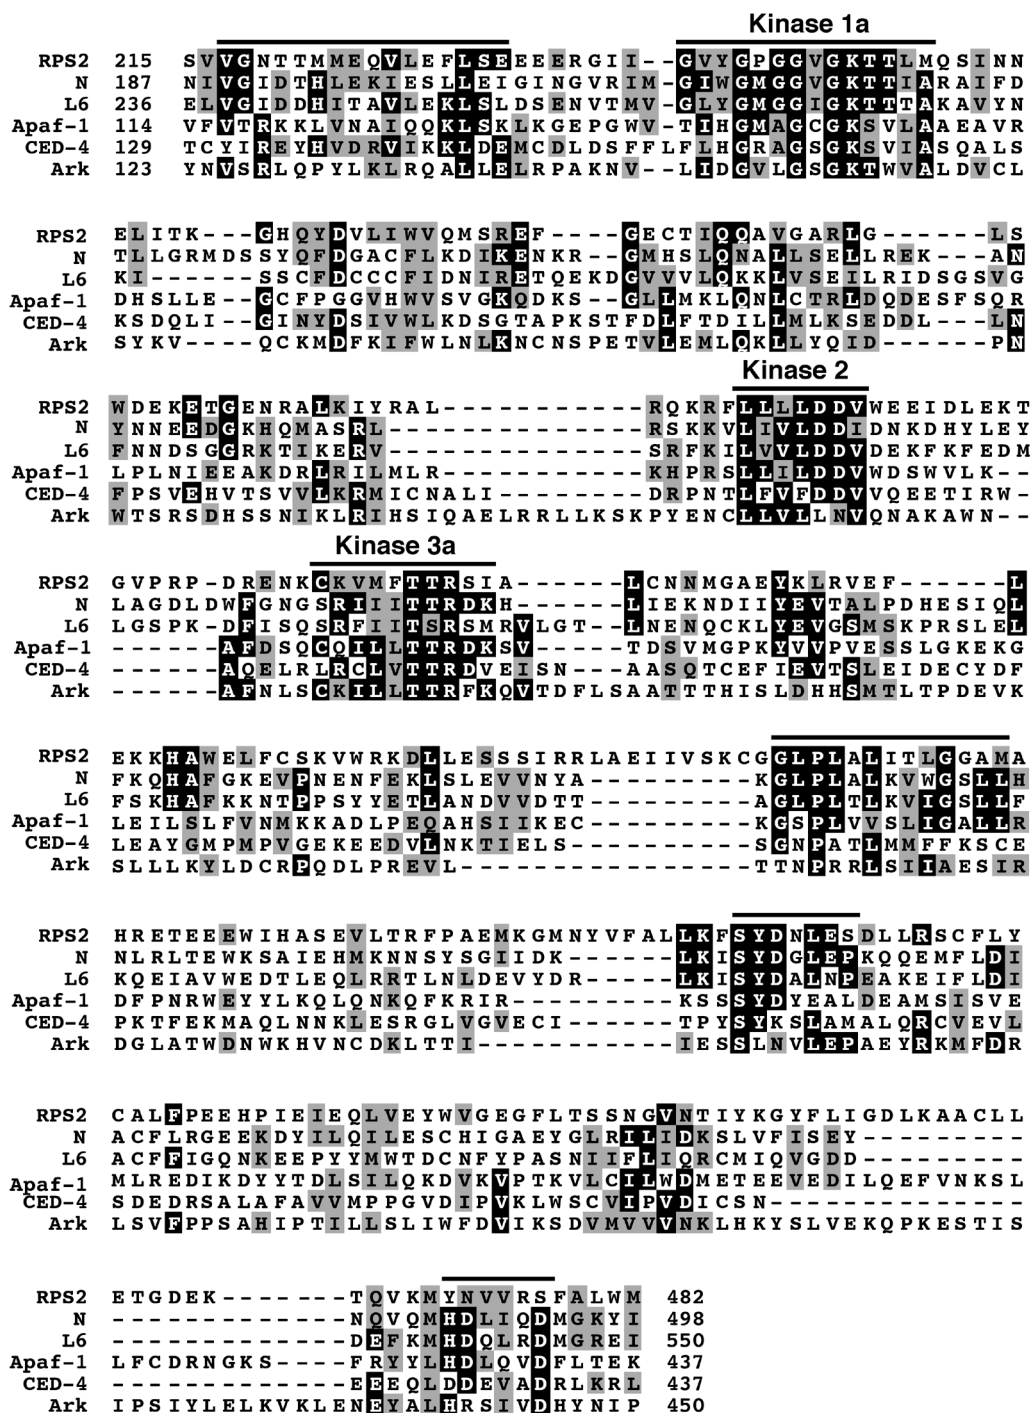 Kinase 1a
RPS2 215 SVVGNTTMMEQVLEFLSEEEERGII--GVYGPGGVGKTTLMQSINN
N 187 NIVGIDTHLEKIESLLEIGINGVRIM-GIWGMGGVGKTTIARAIFD
L6 236 ELVGIDDHITAVLEKLSLDSENVTMV-GLYGMGGIGKTTTAKAVYN
Apaf-1 114 VFVTRKKLVNAIQQKLSKLKGEPGWV-TIHGMAGCGKSVLAAEAVR
CED-4 129 TCYIREYHVDRVIKKLDEMCDLDSFFLFLHGRAGSGKSVIASQALS
Ark 123 YNVSRLQPYLKLRQALLELRPAKNV--LIDGVLGSGKTWVALDVCL
RPS2 ELITK---GHQYDVLIWVQMSREF----GECTIQQAVGARLG-----LS
N TLLGRMDSSYQFDGACFLKDIKENKR--GMHSLQNALLSELLREK---AN
L6 KI-----SSCFDCCCFIDNIRETQEKDGVVVLQKKLVSEILRIDSGSVG
Apaf-1 DHSLLE---GCFPGGVHWVSVGKQDKS--GLLMKLQNLCTRLDQDESFSQR
CED-4 KSDQLI---GINYDSIVWLKDSGTAPKSTFDLFTDILLMLKSEDDL---LN
Ark SYKV-----QCKMDFKIFWLNLKNCNSPETVLEMLQKLLYQID------PN
Kinase 2
RPS2 WDEKETGENRALKIYRAL-----------RQKRFLLLLDDVWEEIDLEKT
N YNNEEDGKHQMASRL--------------RSKKVLIVLDDIDNKDHYLEY
L6 FNNDSGGRKTIKERV--------------SRFKILVVLDDVDEKFKFEDM
Apaf-1 LPLNIEEAKDRLRILMLR-----------KHPRSLLILDDVWDSWVLK--
CED-4 FPSVEHVTSVVLKRMICNALI--------DRPNTLFVFDDVVQEETIRW-
Ark WTSRSDHSSNIKLRIHSIQAELRRLLKSKPYENCLLVLLNVQNAKAWN--
Kinase 3a
RPS2 GVPRP-DRENKCKVMFTTRSIA------LCNNMGAEYKLRVEF------L
N LAGDLDWFGNGSRIIITTRDKH------LIEKNDIIYEVTALPDHESIQL
L6 LGSPK-DFISQSRFIITSRSMRVLGT--LNENQCKLYEVGSMSKPRSLEL
Apaf-1 ------AFDSQCQILLTTRDKSV-----TDSVMGPKYVVPVESSLGKEKG
CED-4 ------AQELRLRCLVTTRDVEISN---AASQTCEFIEVTSLEIDECYDF
Ark ------AFNLSCKILLTTRFKQVTDFLSAATTTHISLDHHSMTLTPDEVK
RPS2 EKKHAWELFCSKVWRKDLLESSSIRRLAEIIVSKCGGLPLALITLGGAMA
N FKQHAFGKEVPNENFEKLSLEVVNYA---------KGLPLALKVWGSLLH
L6 FSKHAFKKNTPPSYYETLANDVVDTT---------AGLPLTLKVIGSLLF
Apaf-1 LEILSLFVNMKKADLPEQAHSIIKEC---------KGSPLVVSLIGALLR
CED-4 LEAYGMPMPVGEKEEDVLNKTIELS----------SGNPATLMMFFKSCE
Ark SLLLKYLDCRPQDLPREVL----------------TTNPRRLSIIAESIR
RPS2 HRETEEEWIHASEVLTRFPAEMKGMNYVFALLKFSYDNLESDLLRSCFLY
N NLRLTEWKSAIEHMKNNSYSGIIDK------LKISYDGLEPKQQEMFLDI
L6 KQEIAVWEDTLEQLRRTLNLDEVYDR-----LKISYDALNPEAKEIFLDI
Apaf-1 DFPNRWEYYLKQLQNKQFKRIR---------KSSSYDYEALDEAMSISVE
CED-4 PKTFEKMAQLNNKLESRGLVGVECI------TPYSYKSLAMALQRCVEVL
Ark DGLATWDNWKHVNCDKLTTI-----------IESSLNVLEPAEYRKMFDR
RPS2 CALFPEEHPIEIEQLVEYWVGEGFLTSSNGVNTIYKGYFLIGDLKAACLL
N ACFLRGEEKDYILQILESCHIGAEYGLRILIDKSLVFISEY---------
L6 ACFFIGQNKEEPYYMWTDCNFYPASNIIFLIQRCMIQVGDD---------
Apaf-1 MLREDIKDYYTDLSILQKDVKVPTKVLCILWDMETEEVEDILQEFVNKSL
CED-4 SDEDRSALAFAVVMPPGVDIPVKLWSCVIPVDICSN--------------
Ark LSVFPPSAHIPTILLSLIWFDVIKSDVMVVVNKLHKYSLVEKQPKESTIS
RPS2 ETGDEK-------TQVKMYNVVRSFALWM 482
N -------------NQVQMHDLIQDMGKYI 498
L6 -------------DEFKMHDQLRDMGREI 550
Apaf-1 LFCDRNGKS----FRYYLHDLQVDFLTEK 437
CED-4 -------------EEEQLDDEVADRLKRL 437
Ark IPSIYLELKVKLENEYALHRSIVDHYNIP 450